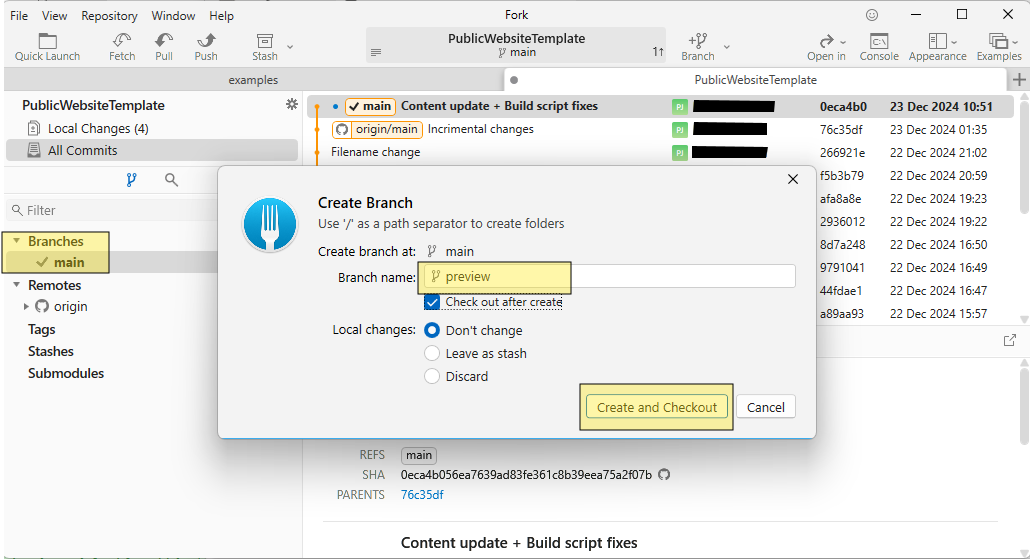 File View Repository Window Help Fork
Quick Launch Fetch Pull Push Stash
PublicWebsiteTemplate
main 1↑
Branch Open in Console Appearance Examples
examples PublicWebsiteTemplate
PublicWebsiteTemplate
Local Changes (4)
All Commits
Filter
Branches
main
Remotes
origin
Tags
Stashes
Submodules
main Content update + Build script fixes PJ 0eca4b0 23 Dec 2024 10:51
origin/main Incrimental changes PJ 76c35df 23 Dec 2024 01:35
Filename change PJ 266921e 22 Dec 2024 21:02
f5b3b79 22 Dec 2024 20:59
afa8a8e 22 Dec 2024 19:23
2936012 22 Dec 2024 19:22
8d7a248 22 Dec 2024 16:50
9791041 22 Dec 2024 16:49
44fdae1 22 Dec 2024 16:47
a89aa93 22 Dec 2024 15:57
Create Branch
Use '/' as a path separator to create folders
Create branch at: main
Branch name: preview
Check out after create
Local changes: Don't change
Leave as stash
Discard
Create and Checkout Cancel
REFS main
SHA 0eca4b056ea7639ad83fe361c8b39eea75a2f07b
PARENTS 76c35df
Content update + Build script fixes